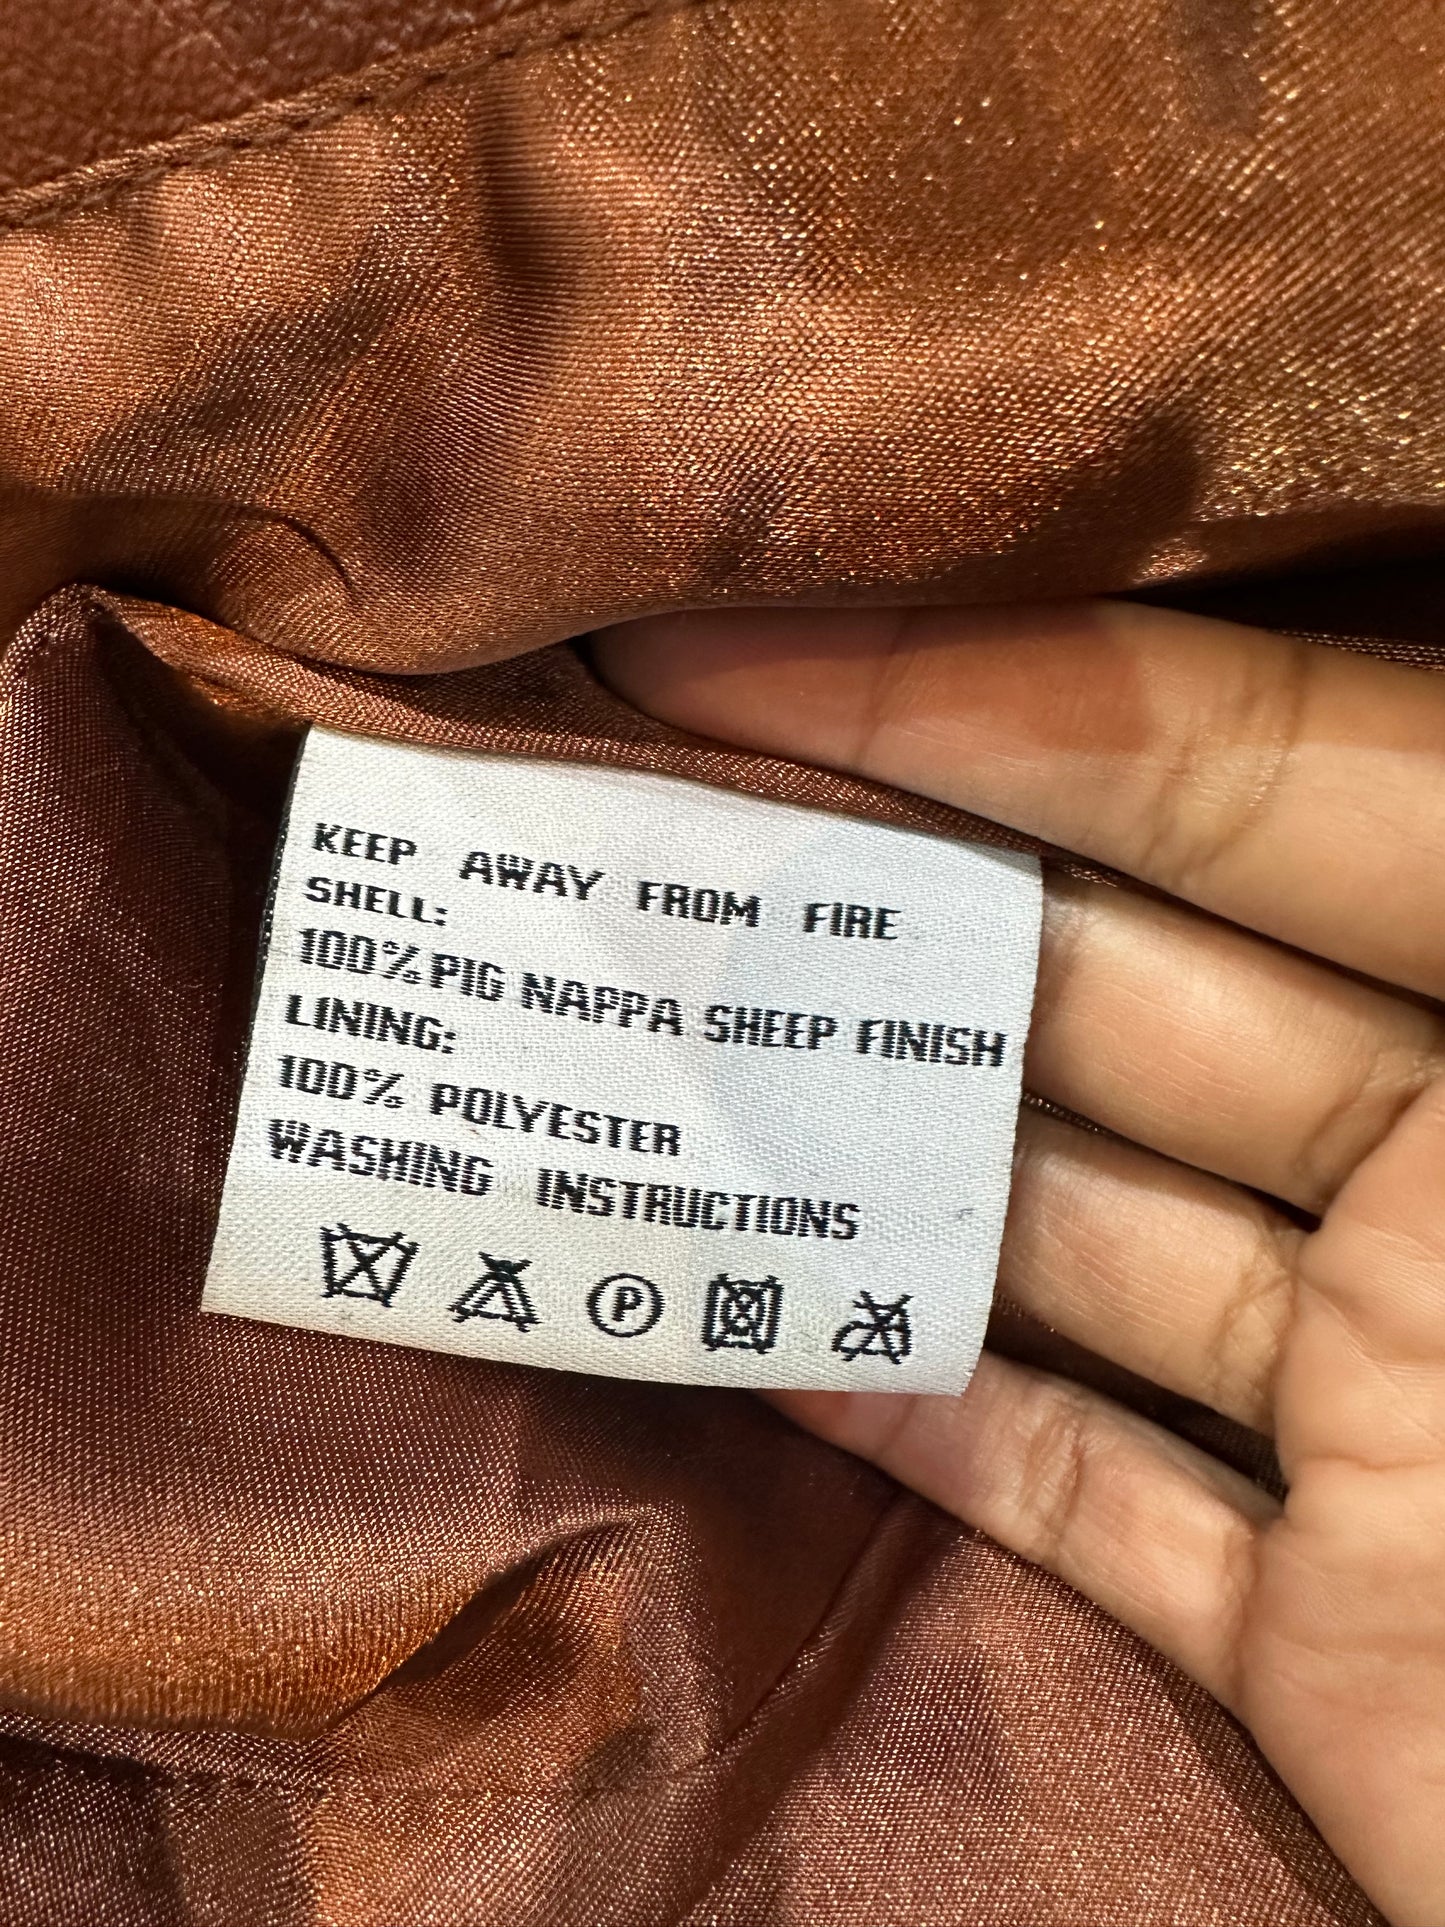 KEEP AWAY FROM FIRE
SHELL:
100% PIG NAPPA SHEEP FINISH
LINING:
100% POLYESTER
WASHING INSTRUCTIONS
P